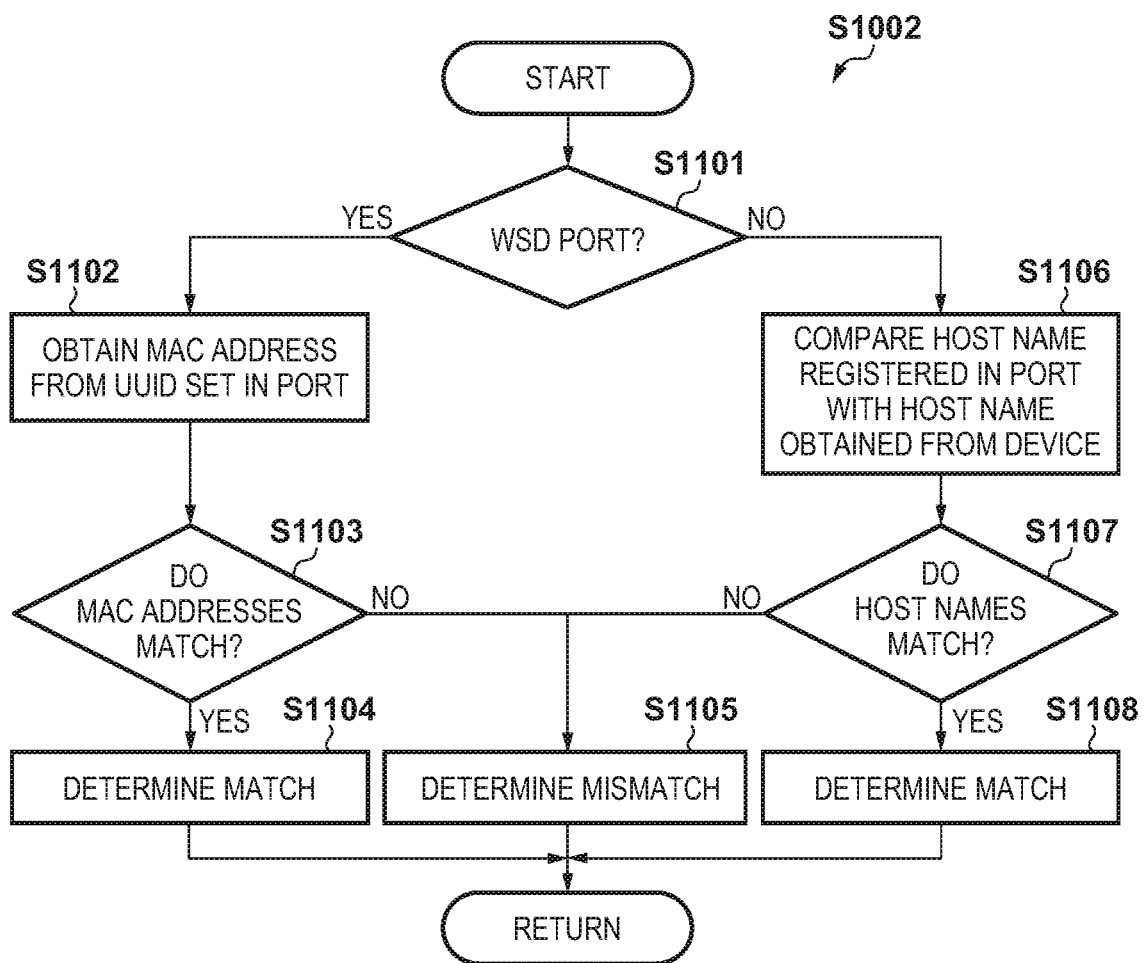 S1002
START
S1101
YES
WSD PORT?
NO
S1102
OBTAIN MAC ADDRESS
FROM UUID SET IN PORT
S1106
COMPARE HOST NAME
REGISTERED IN PORT
WITH HOST NAME
OBTAINED FROM DEVICE
S1103
DO
MAC ADDRESSES
MATCH?
NO
S1107
NO
DO
HOST NAMES
MATCH?
YES
S1104
DETERMINE MATCH
S1105
DETERMINE MISMATCH
YES
S1108
DETERMINE MATCH
RETURN